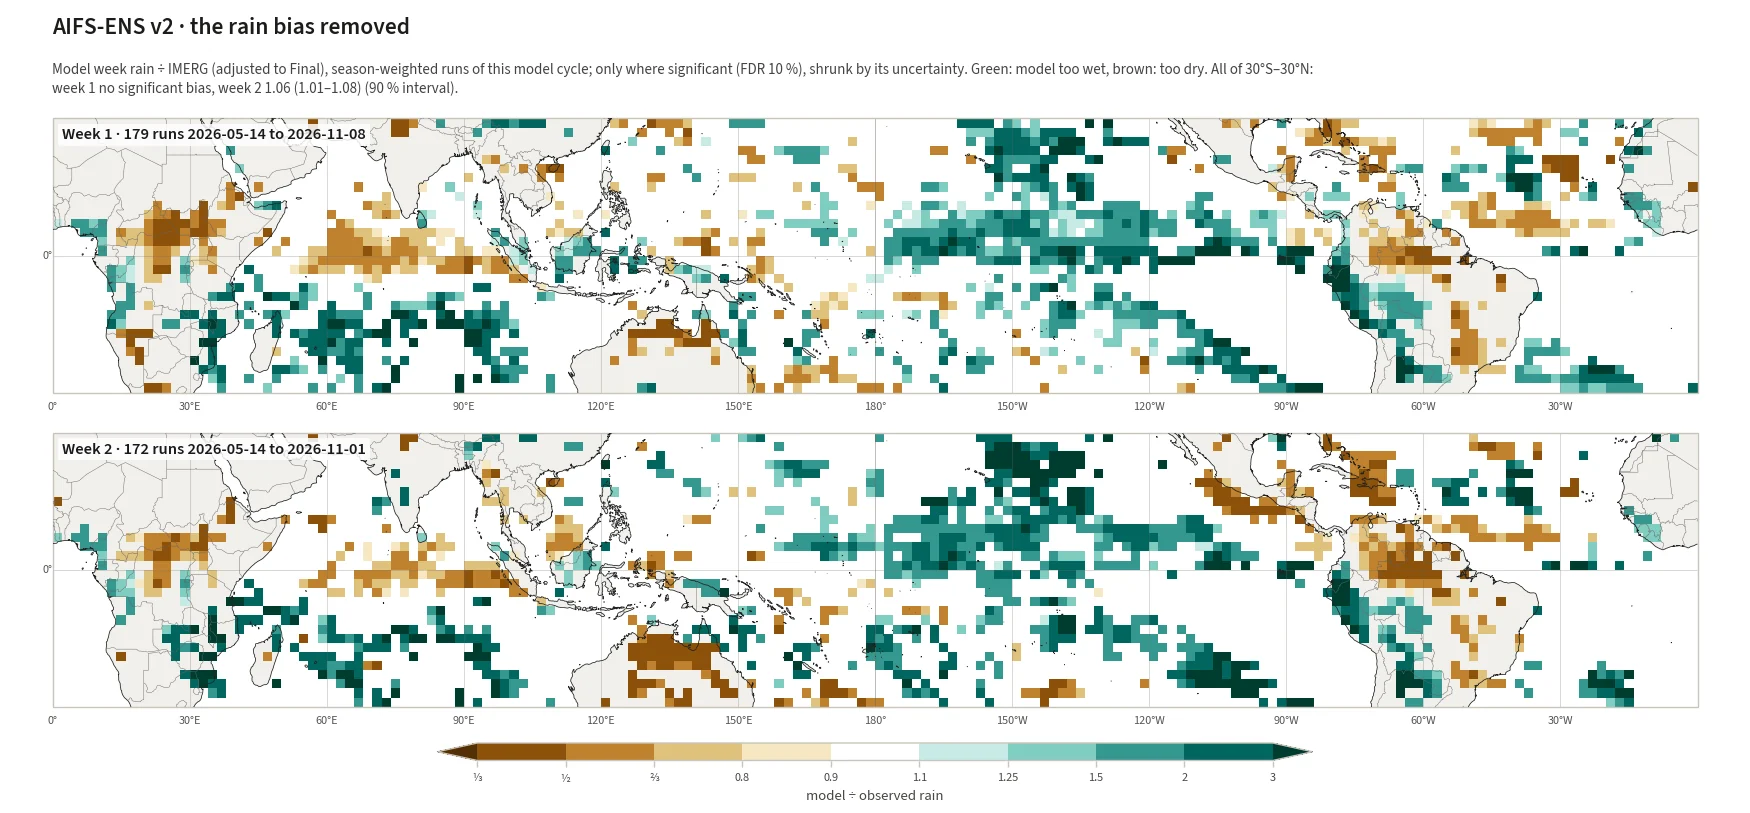 AIFS-ENS v2 · the rain bias removed
Model week rain ÷ IMERG (adjusted to Final), season-weighted runs of this model cycle; only where significant (FDR 10 %), shrunk by its uncertainty. Green: model too wet, brown: too dry. All of 30°S–30°N:
week 1 no significant bias, week 2 1.06 (1.01–1.08) (90 % interval).
Week 1 · 179 runs 2026-05-14 to 2026-11-08
0°
0° 30°E 60°E 90°E 120°E 150°E 180° 150°W 120°W 90°W 60°W 30°W
Week 2 · 172 runs 2026-05-14 to 2026-11-01
0°
0° 30°E 60°E 90°E 120°E 150°E 180° 150°W 120°W 90°W 60°W 30°W
⅓ ½ ⅔ 0.8 0.9 1.1 1.25 1.5 2 3
model ÷ observed rain